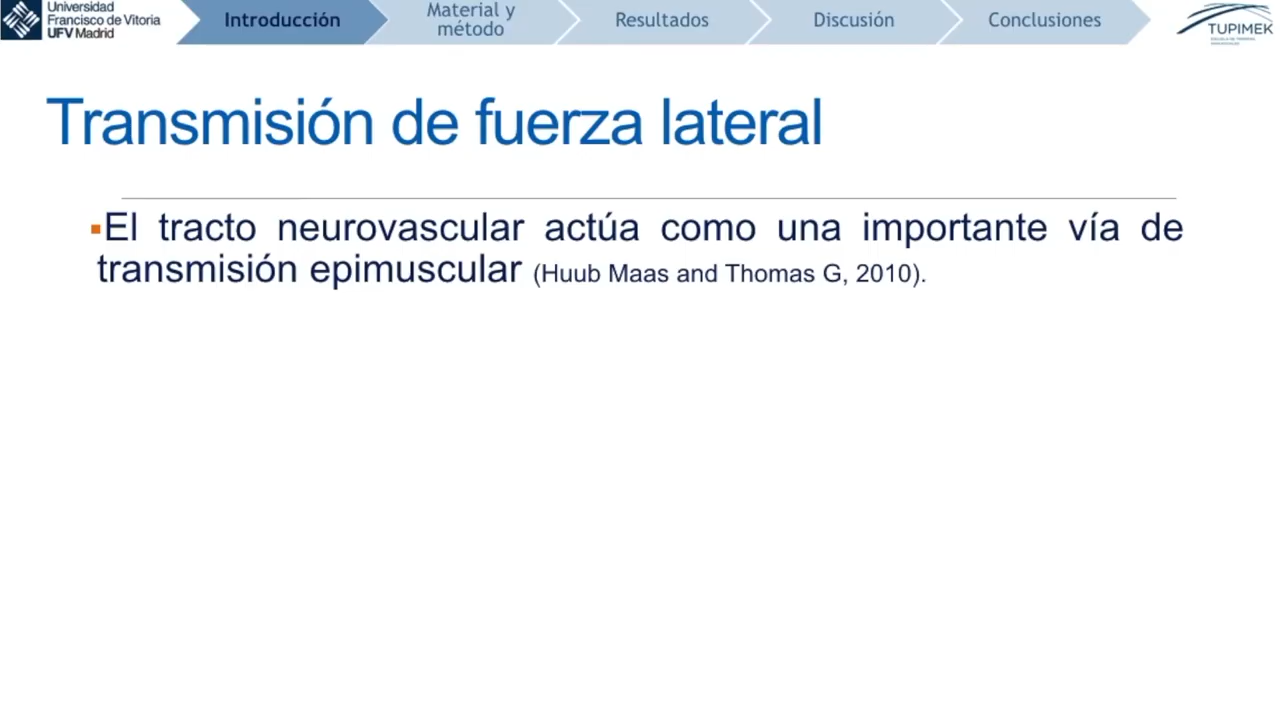 Universidad
Francisco de Vitoria
UFV Madrid
Introducción
Material y
método
Resultados
Discusión
Conclusiones
TUPIMEK
Transmisión de fuerza lateral
▪El tracto neurovascular actúa como una importante vía de
transmisión epimuscular (Huub Maas and Thomas G, 2010).